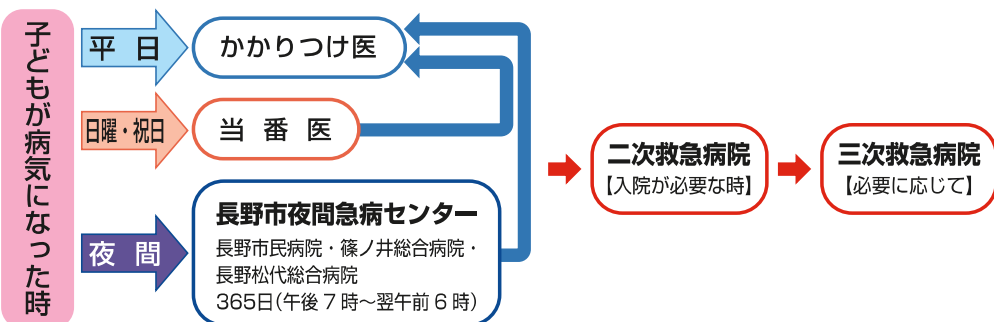 子どもが病気になった時
平日
かかりつけ医
日曜・祝日
当番医
夜間
長野市夜間急病センター
長野市民病院・篠ノ井総合病院・
長野松代総合病院
365日(午後7時〜翌午前6時)
二次救急病院
【入院が必要な時】
三次救急病院
【必要に応じて】